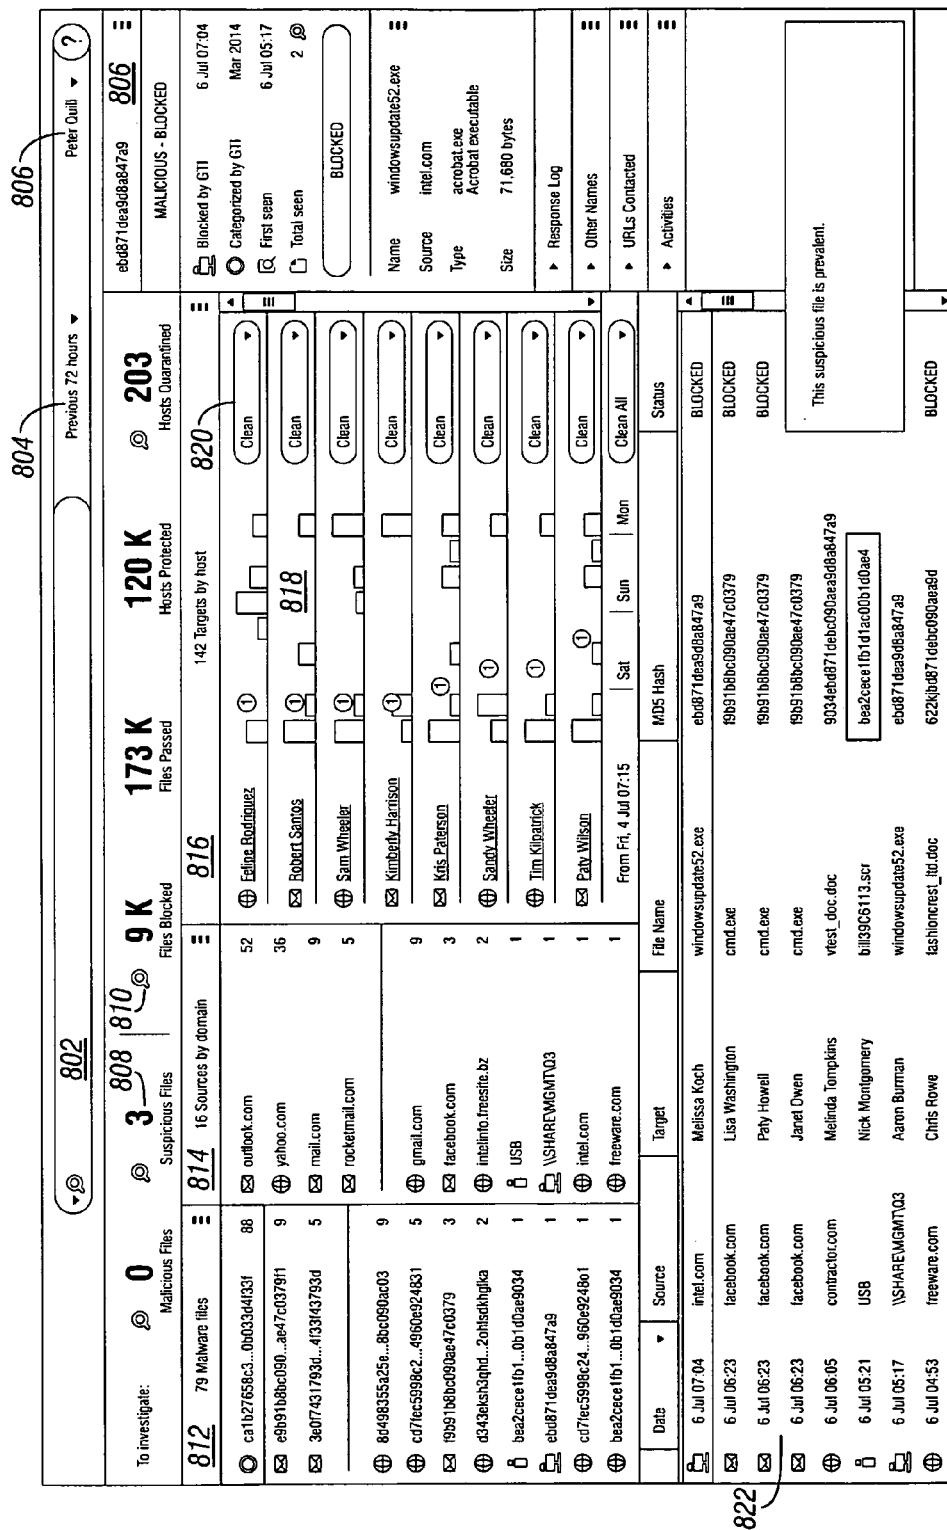 802
804
Previous 72 hours
806
Peter Quill
?
To investigate:
0
Malicious Files
808
3
Suspicious Files
810
9 K
Files Blocked
173 K
Files Passed
120 K
Hosts Protected
203
Hosts Quarantined
812
79 Malware files
ca1b27658c3...0b033d4f33f 88
e9b91b8bc090...ae47c0379f1 9
3e0f7431793d...4f33f43793d 5
8d498355a25e...8bc090ac03 9
cd7fec5998c2...4960e924831 5
f9b91b8bc090ae47c0379 3
d343eksh3qhd...2ohfsdkhgfka 2
bea2cece1fb1...0b1d0ae9034 1
ebd871dea9d8a847a9 1
cd7fec5998c24...960e9248o1 1
bea2cece1fb1...0b1d0ae9034 1
814
16 Sources by domain
outlook.com 52
yahoo.com 36
mail.com 9
rocketmail.com 5
gmail.com 9
facebook.com 3
intelinfo.freesite.bz 2
USB 1
\\SHARE\MGMT\Q3 1
intel.com 1
freeware.com 1
816
142 Targets by host
818
820
Felipe Rodriguez 1 Clean
Robert Santos 1 Clean
Sam Wheeler 1 Clean
Kimberly Harrison 1 Clean
Kris Paterson 1 Clean
Sandy Wheeler 1 Clean
Tim Kilpatrick 1 Clean
Paty Wilson 1 Clean
From Fri, 4 Jul 07:15 Sat Sun Mon Clean All
806
ebd871dea9d8a847a9
MALICIOUS - BLOCKED
Blocked by GTI 6 Jul 07:04
Categorized by GTI Mar 2014
First seen 6 Jul 05:17
Total seen 2
BLOCKED
Name windowsupdate52.exe
Source intel.com
Type acrobat.exe
Acrobat executable
Size 71,680 bytes
Response Log
Other Names
URLs Contacted
Activities
822
Date Source Target File Name MD5 Hash Status
6 Jul 07:04 intel.com Melissa Koch windowsupdate52.exe ebd871dea9d8a847a9 BLOCKED
6 Jul 06:23 facebook.com Lisa Washington cmd.exe f9b91b8bc090ae47c0379 BLOCKED
6 Jul 06:23 facebook.com Paty Howell cmd.exe f9b91b8bc090ae47c0379 BLOCKED
6 Jul 06:23 facebook.com Janet Owen cmd.exe f9b91b8bc090ae47c0379
6 Jul 06:05 contractor.com Melinda Tompkins vtest_doc.doc 9034ebd871debc090aea9d8a847a9
6 Jul 05:21 USB Nick Montgomery bill39C6113.scr bea2cece1fb1d1ac00b1d0ae4
6 Jul 05:17 \\SHARE\MGMT\Q3 Aaron Burman windowsupdate52.exe ebd871dea9d8a847a9
6 Jul 04:53 freeware.com Chris Rowe fashioncrest_ltd.doc 622kjbd871debc090aea9d BLOCKED
This suspicious file is prevalent.